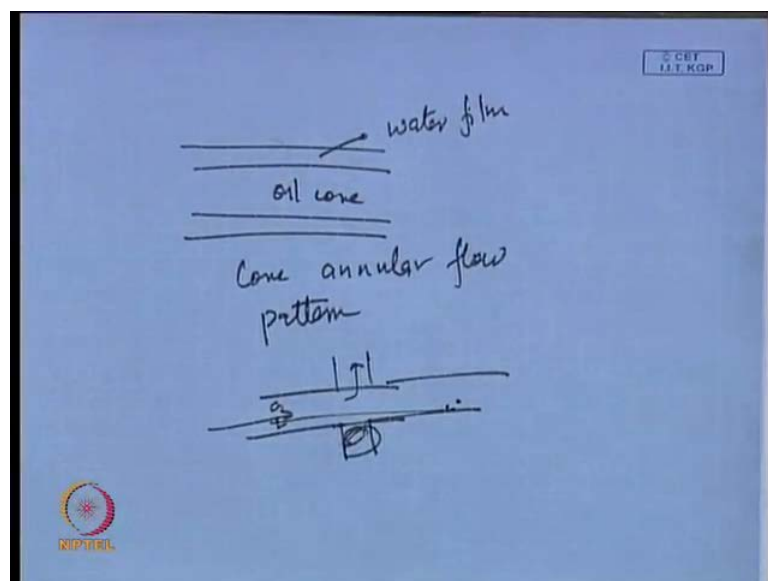 © CET
I.I.T. KGP
water film
oil core
Core annular flow
pattern
NPTEL